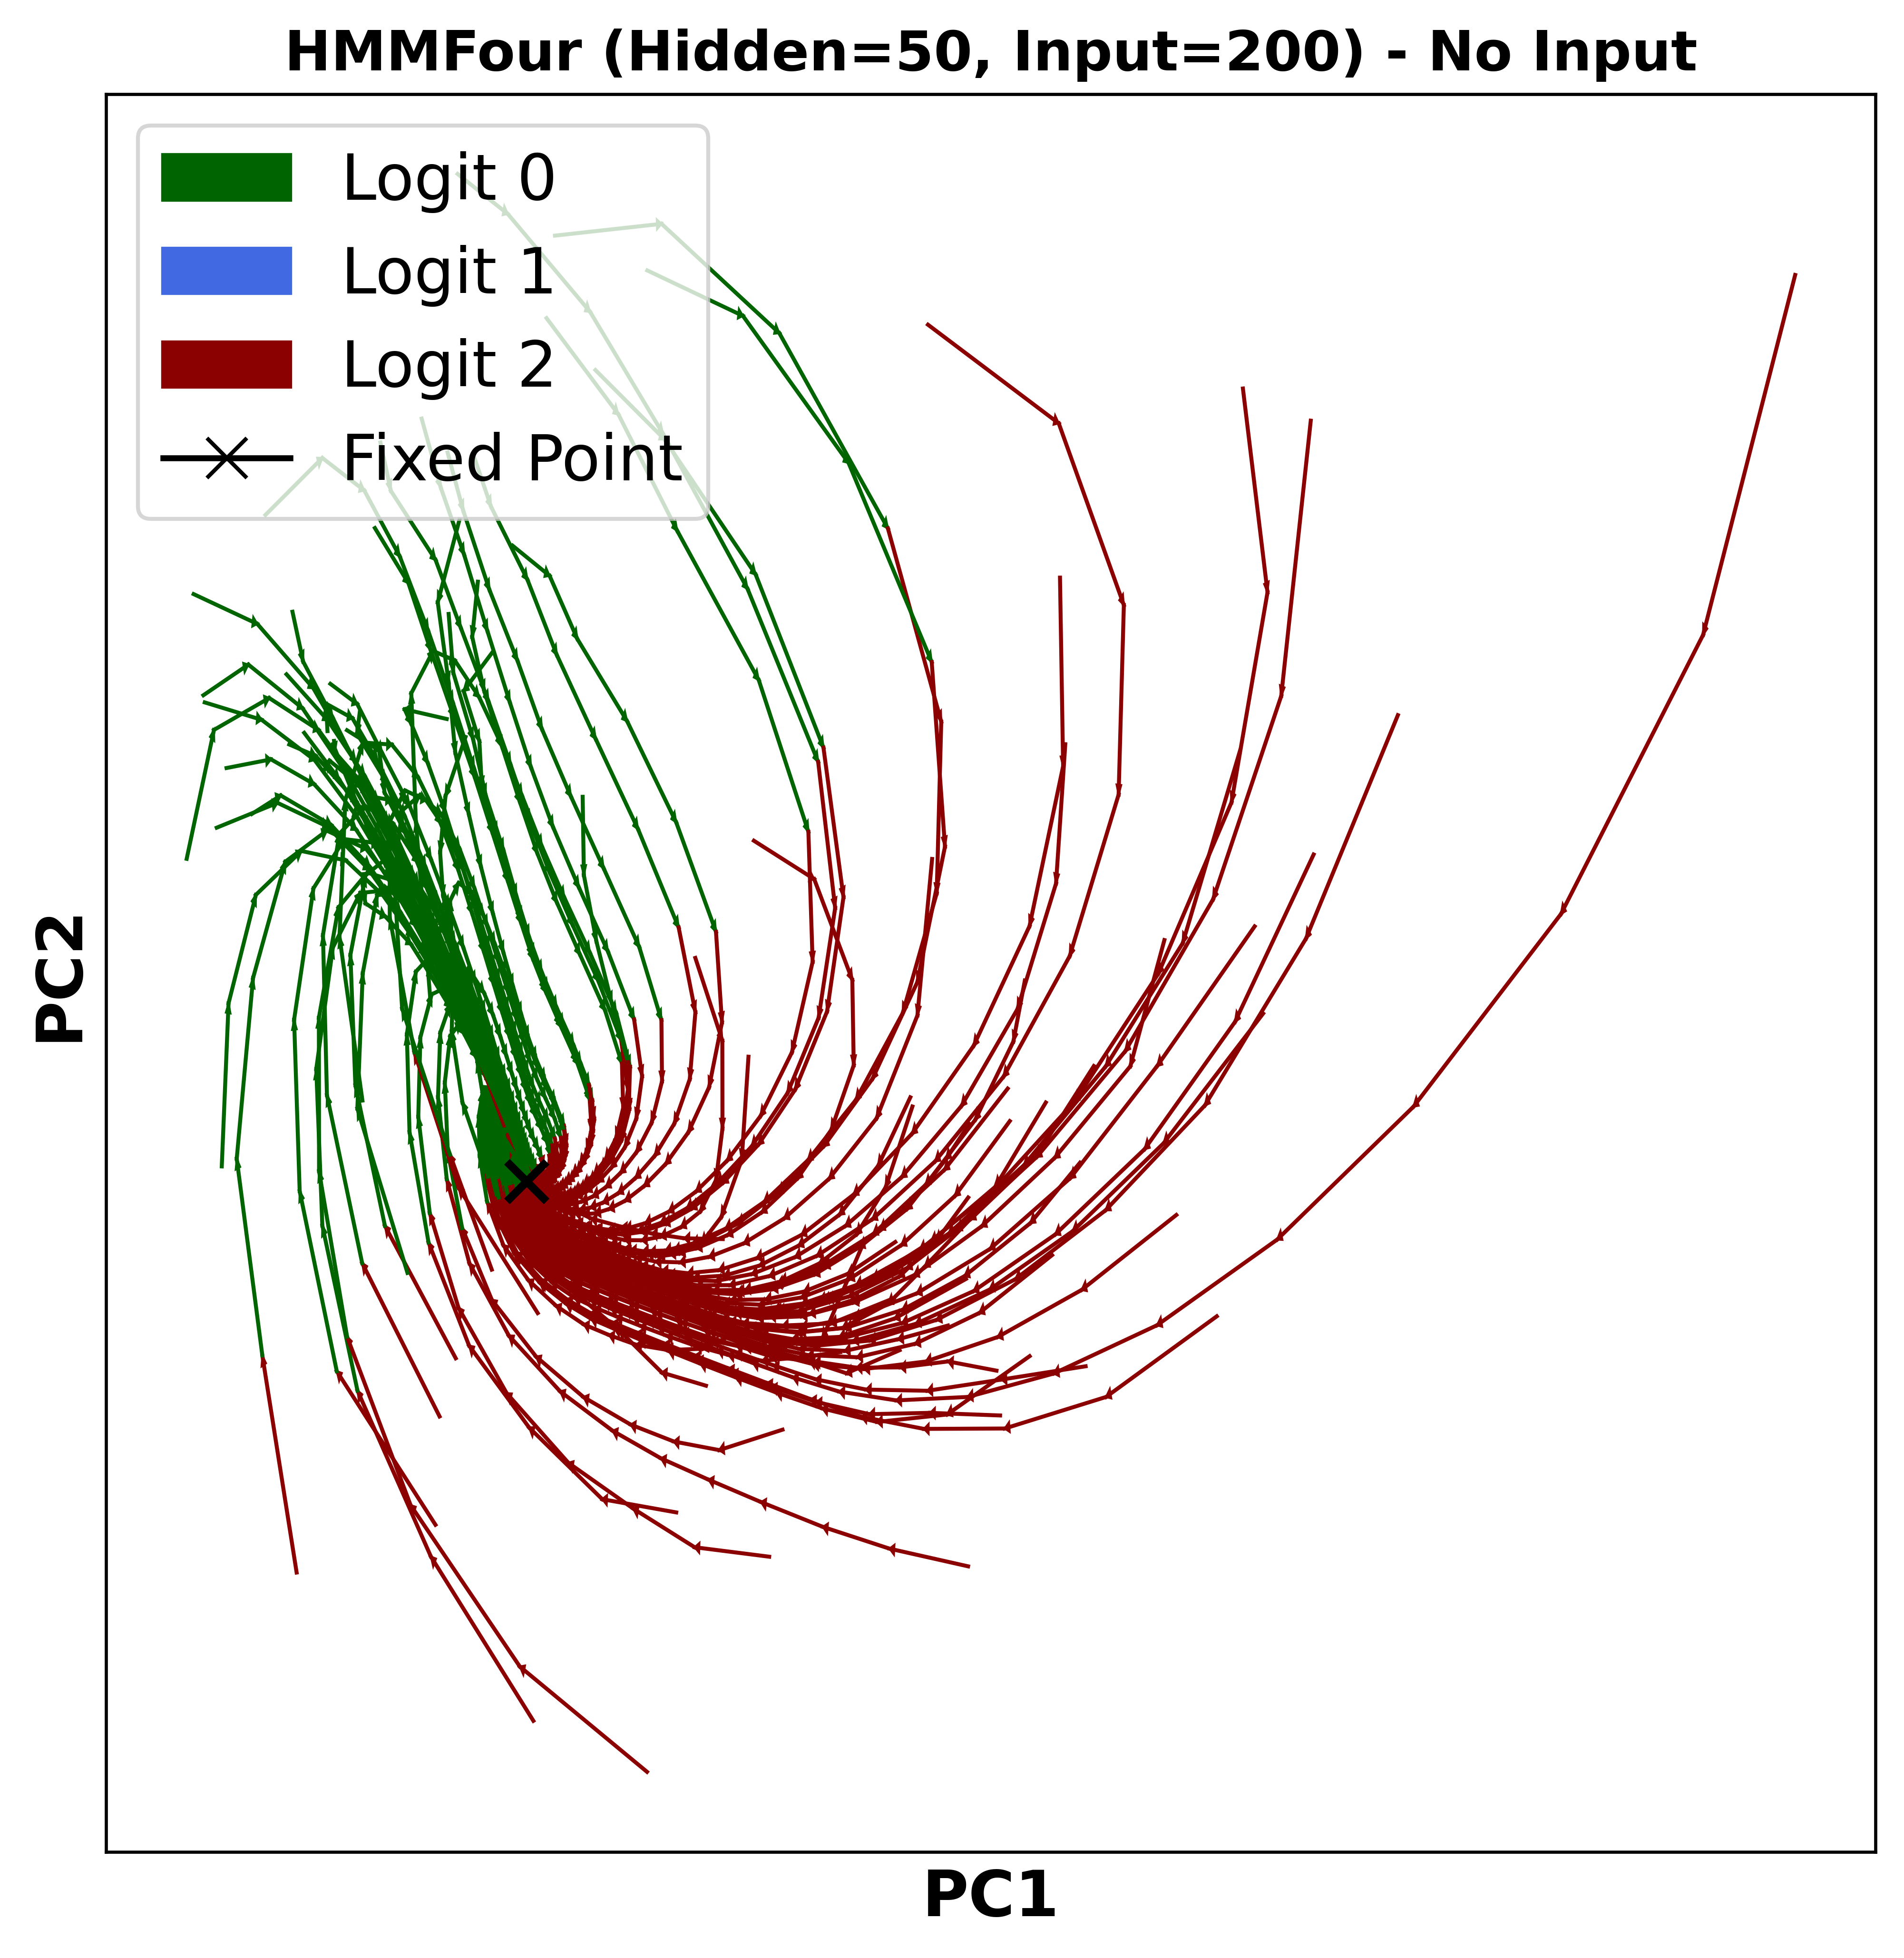 HMMFour (Hidden=50, Input=200) - No Input
Logit 0
Logit 1
Logit 2
Fixed Point
PC2
PC1